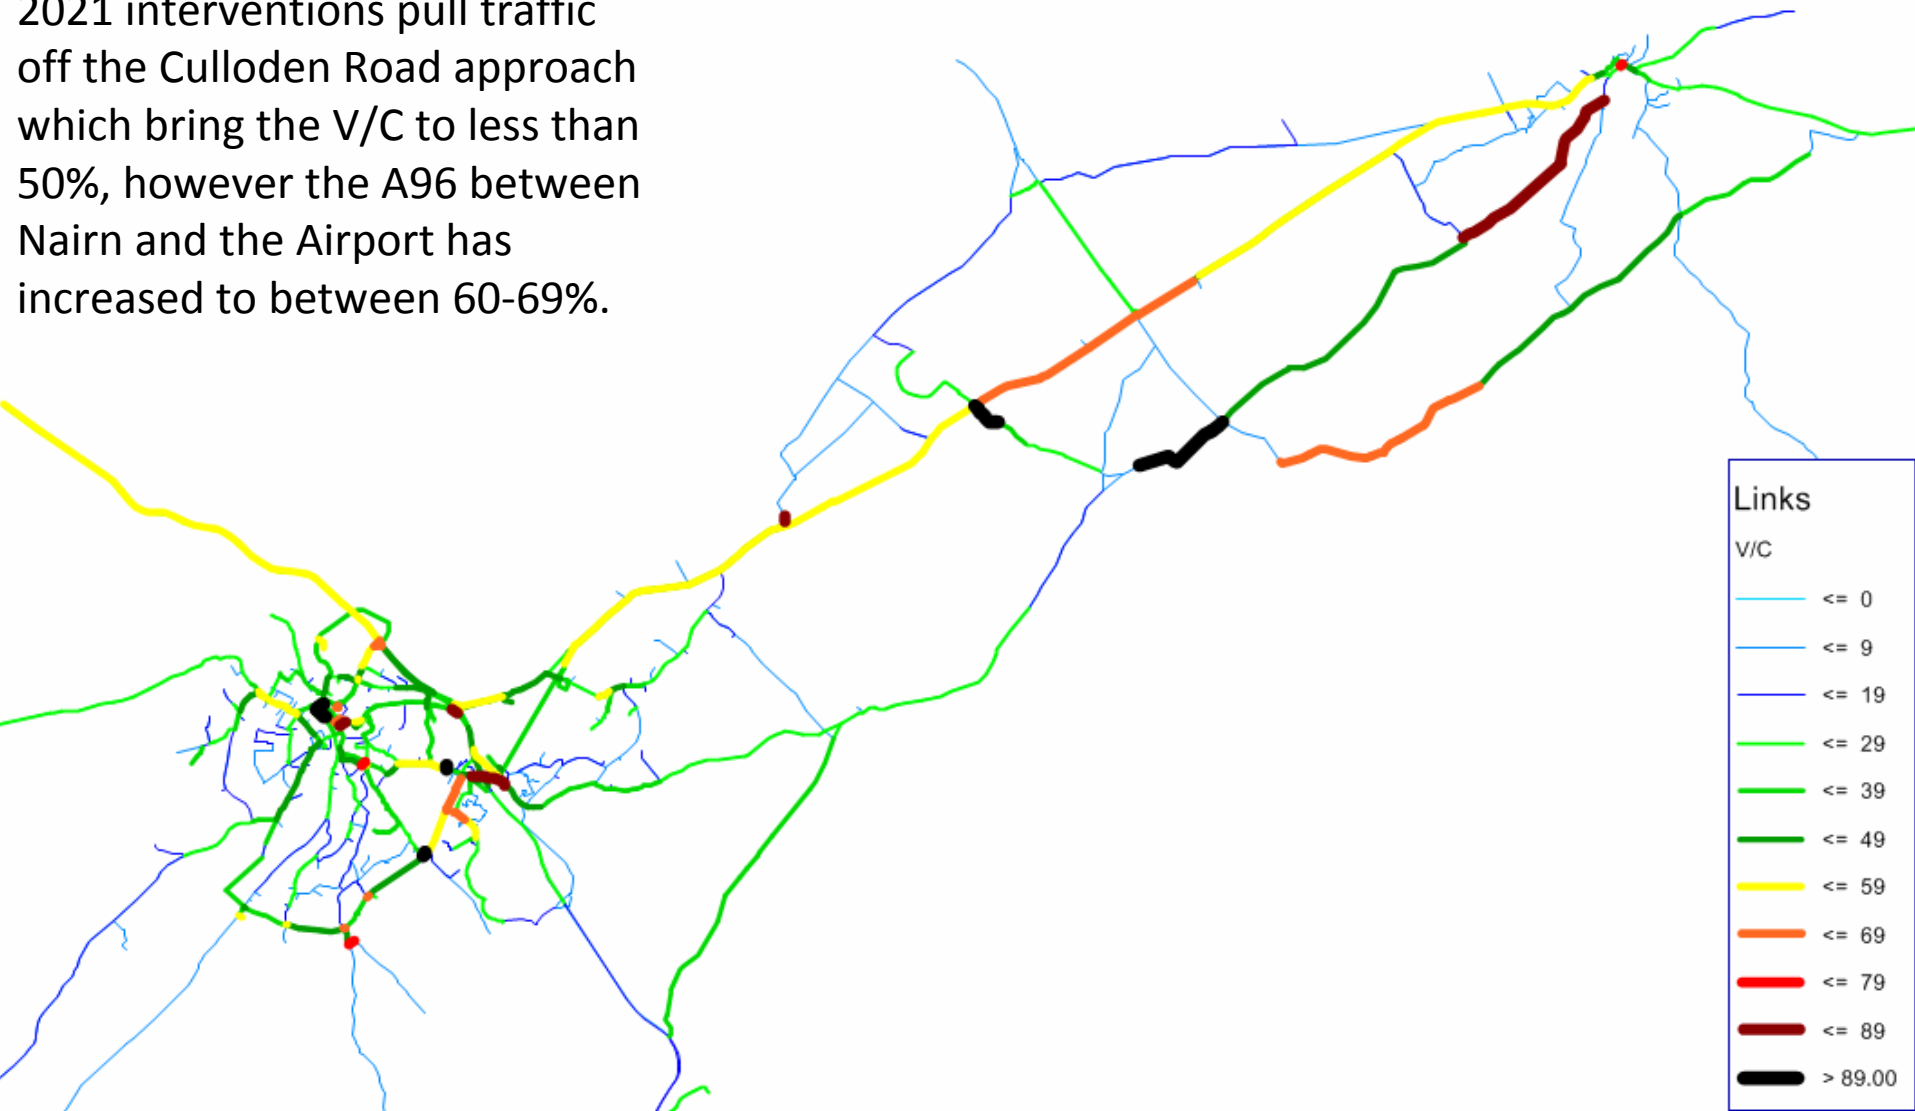 2021 interventions pull traffic
off the Culloden Road approach
which bring the V/C to less than
50%, however the A96 between
Nairn and the Airport has
increased to between 60-69%.
Links
V/C
<= 0
<= 9
<= 19
<= 29
<= 39
<= 49
<= 59
<= 69
<= 79
<= 89
> 89.00